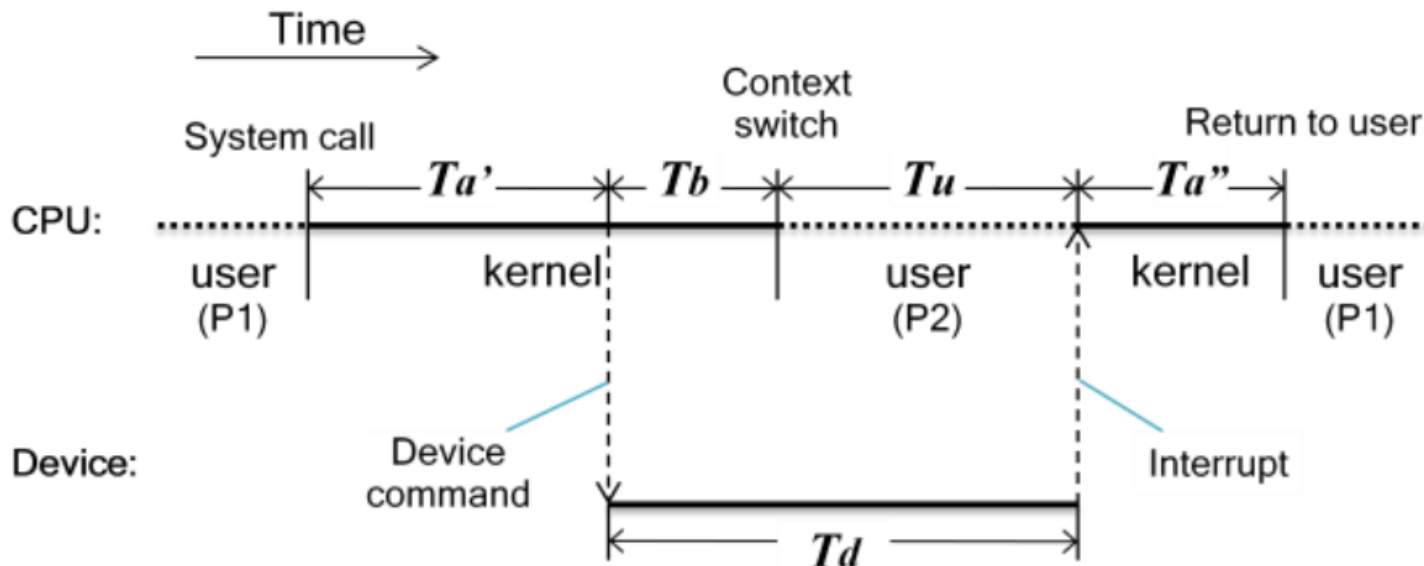 Time
Context
switch
System call
Return to user
Ta’
Tb
Tu
Ta”
CPU:
user
(P1)
kernel
user
(P2)
kernel
user
(P1)
Device
command
Interrupt
Device:
Td